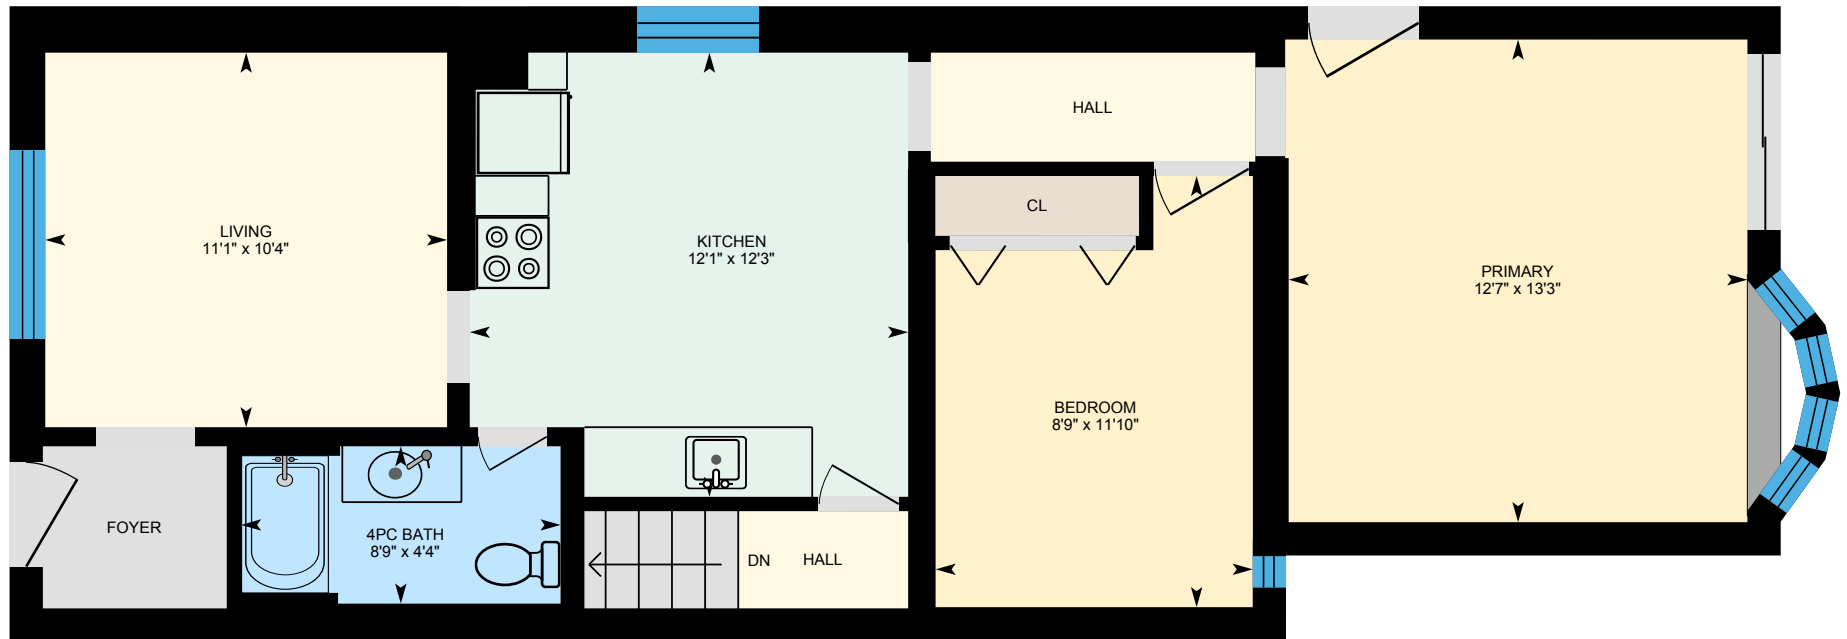 LIVING
11'1" x 10'4"
KITCHEN
12'1" x 12'3"
HALL
CL
PRIMARY
12'7" x 13'3"
BEDROOM
8'9" x 11'10"
FOYER
4PC BATH
8'9" x 4'4"
DN HALL